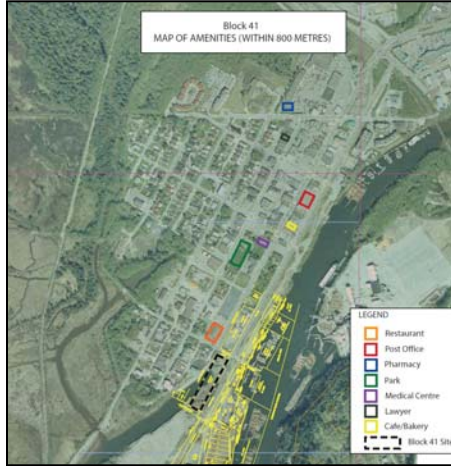 Block 41
MAP OF AMENITIES (WITHIN 800 METRES)
LEGEND
Restaurant
Post Office
Pharmacy
Park
Medical Centre
Lawyer
Cafe/Bakery
Block 41 Site